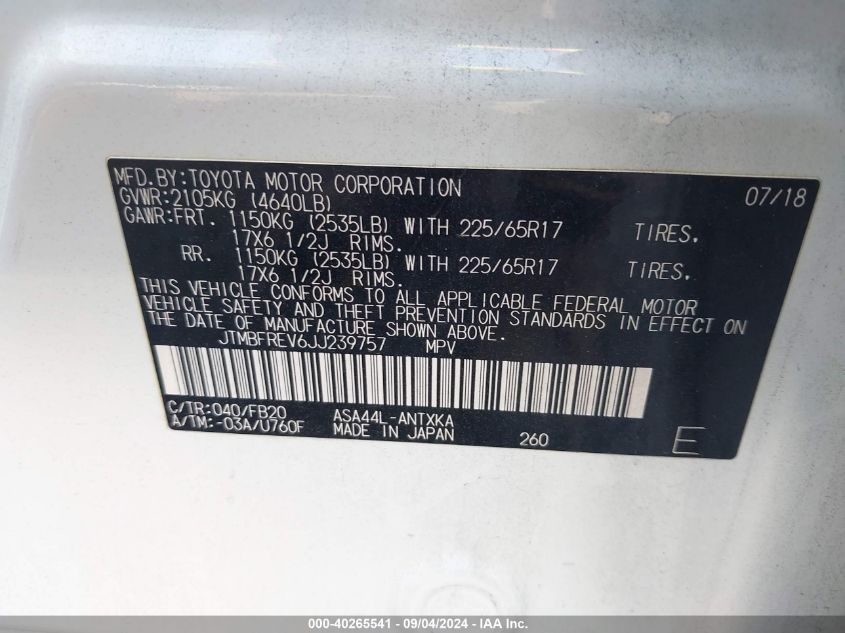 MFD.BY:TOYOTA MOTOR CORPORATION 07/18
GVWR:2105KG (4640LB)
GAWR:FRT. 1150KG (2535LB) WITH 225/65R17 TIRES,
17X6 1/2J RIMS.
RR. 1150KG (2535LB) WITH 225/65R17 TIRES,
17X6 1/2J RIMS.
THIS VEHICLE CONFORMS TO ALL APPLICABLE FEDERAL MOTOR
VEHICLE SAFETY AND THEFT PREVENTION STANDARDS IN EFFECT ON
THE DATE OF MANUFACTURE SHOWN ABOVE.
JTMBFREV6JJ239757 MPV
C/TR:040/FB20 ASA44L-ANTXKA
A/TM:-03A/U760F MADE IN JAPAN 260 E
000-40265541 - 09/04/2024 - IAA Inc.